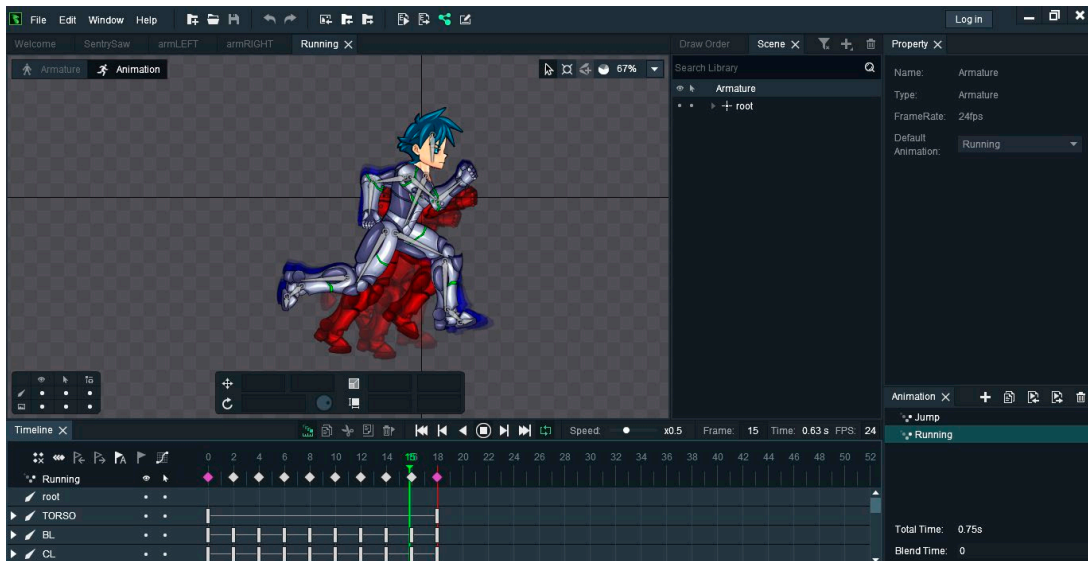 File Edit Window Help
Log in
Welcome SentrySaw armLEFT armRIGHT Running
Draw Order Scene
Property
Armature Animation
67%
Search Library
Armature
root
Name: Armature
Type: Armature
FrameRate: 24fps
Default Animation: Running
Animation
Jump
Running
Total Time: 0.75s
Blend Time: 0
Timeline
Speed: x0.5 Frame: 15 Time: 0.63 s FPS: 24
0 2 4 6 8 10 12 14 15 18 20 22 24 26 28 30 32 34 36 38 40 42 44 46 48 50 52
Running
root
TORSO
BL
CL